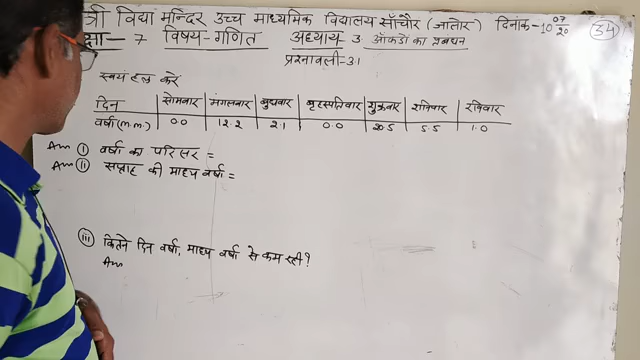 त्री विद्या मन्दिर उच्च माध्यमिक विद्यालय साँचौर (जालोर) दिनांक-10 07/20 34
7 विषय-गणित अध्याय 3 आँकडों का प्रबंधन
प्रश्नावली-3.1
स्वयं हल करें
दिन सोमवार मंगलवार बुधवार बृहस्पतिवार शुक्रवार शनिवार रविवार
वर्षा (m.m.) 0.0 12.2 2.1 0.0 20.5 5.5 1.0
Ans (i) वर्षा का परिसर =
Ans (ii) सप्ताह की माध्य वर्षा =
(iii) कितने दिन वर्षा, माध्य वर्षा से कम रही?
Ans